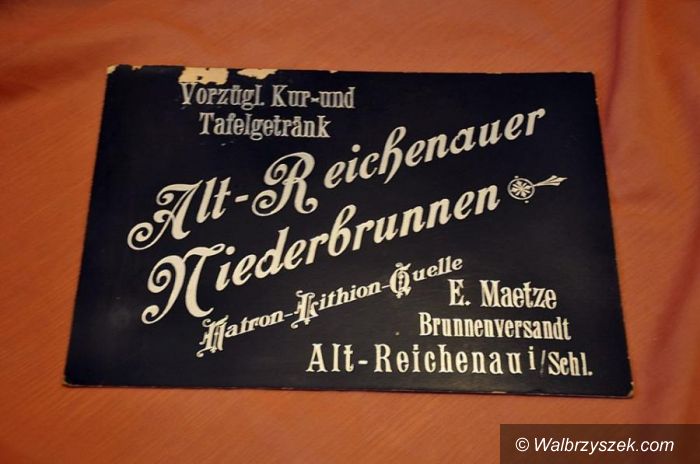 Vorzügl. Kur-und
Tafelgetränk
Alt-Reichenauer
Niederbrunnen
Natron-Lithion-Quelle
E. Maetze
Brunnenversandt
Alt-Reichenau i/Schl.
© Walbrzyszek.com